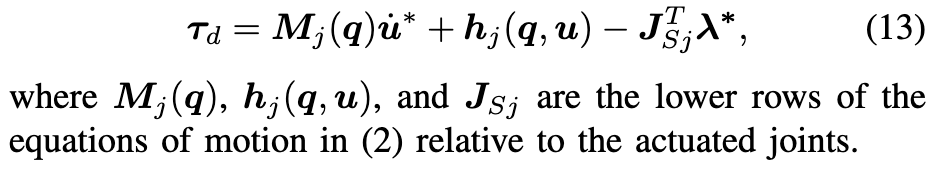 τ_d = M_j(q)u̇* + h_j(q, u) − J_{Sj}^T λ*, (13)
where M_j(q), h_j(q, u), and J_{Sj} are the lower rows of the
equations of motion in (2) relative to the actuated joints.